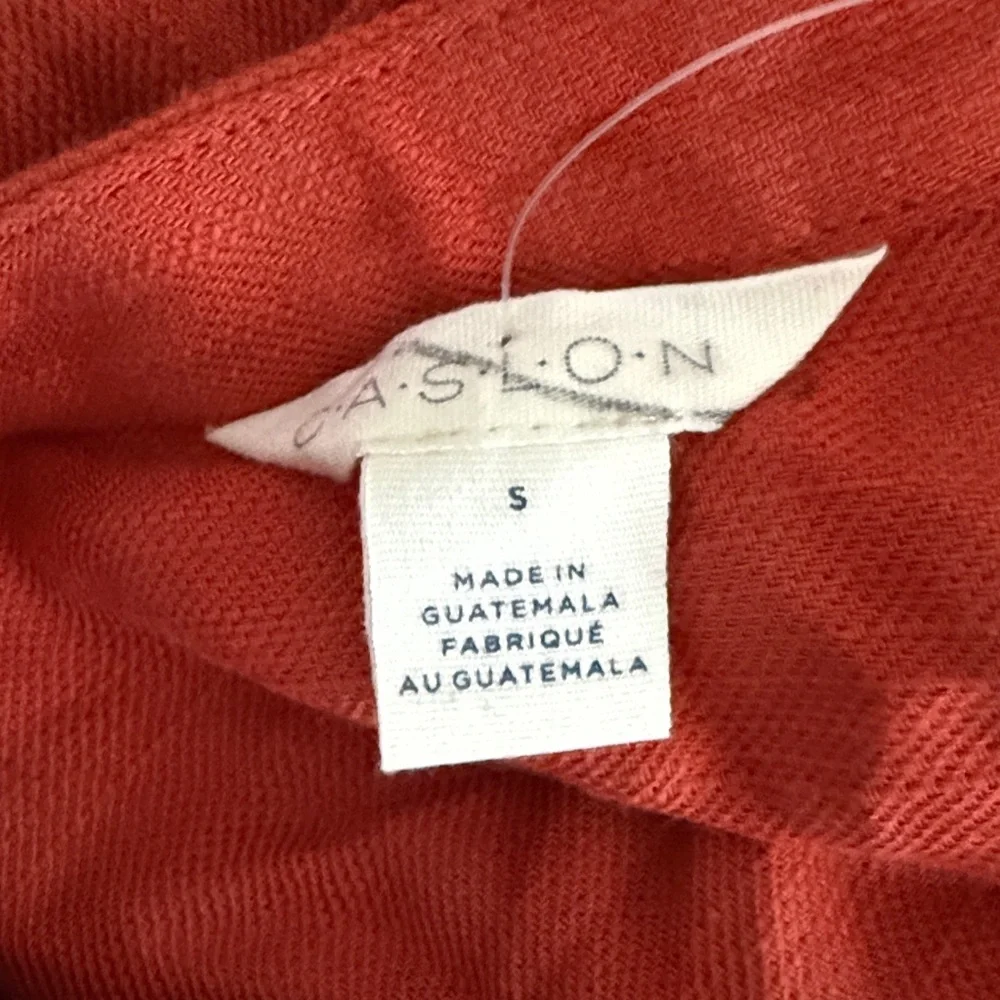 C·A·S·L·O·N
S
MADE IN
GUATEMALA
FABRIQUÉ
AU GUATEMALA